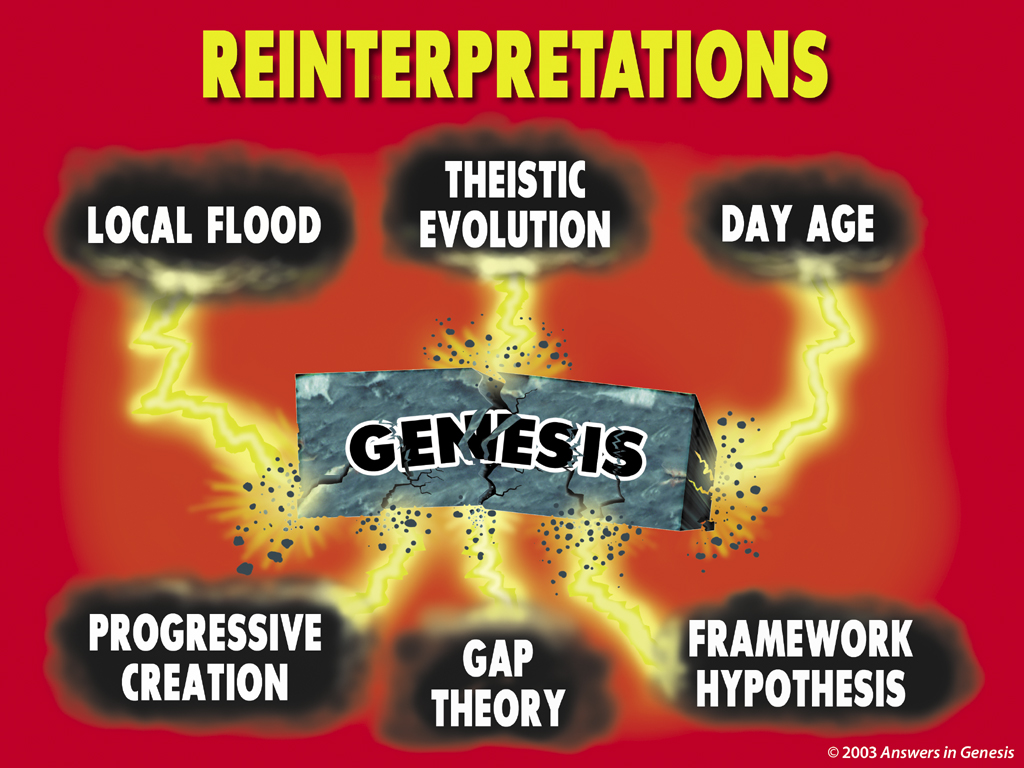 REINTERPRETATIONS
LOCAL FLOOD
THEISTIC
EVOLUTION
DAY AGE
GENESIS
PROGRESSIVE
CREATION
GAP
THEORY
FRAMEWORK
HYPOTHESIS
© 2003 Answers in Genesis